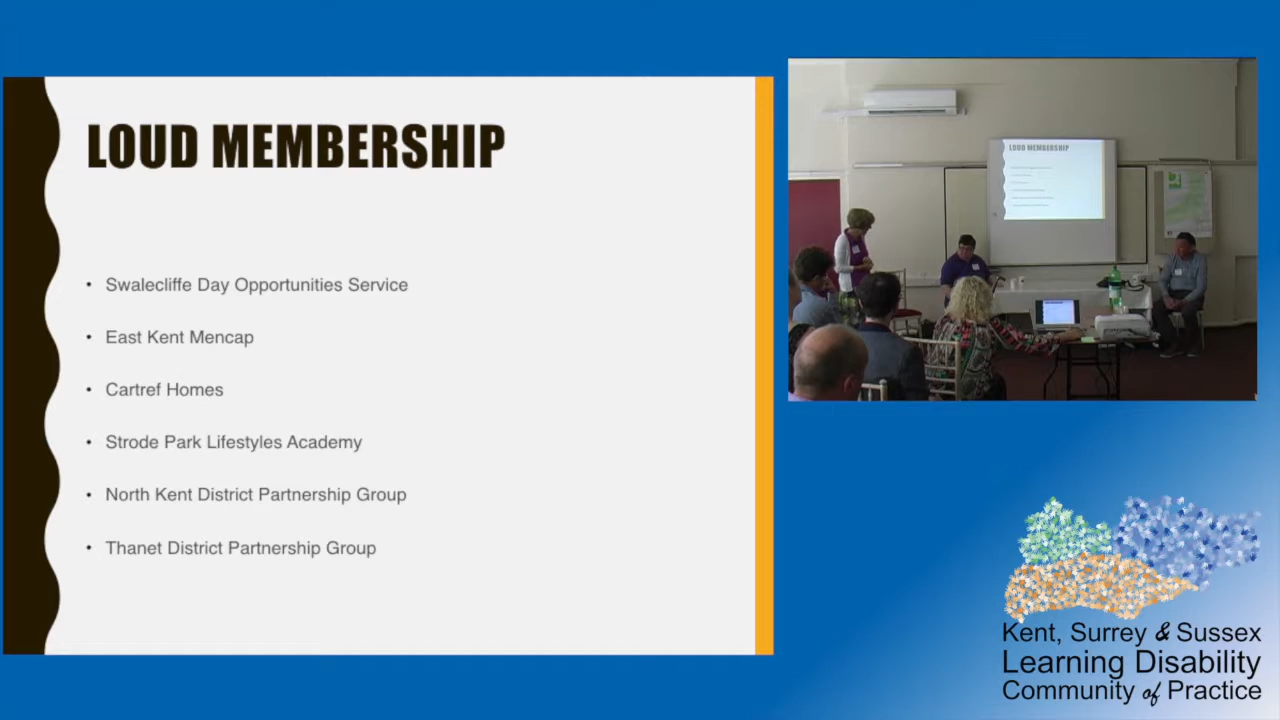 LOUD MEMBERSHIP
• Swalecliffe Day Opportunities Service
• East Kent Mencap
• Cartref Homes
• Strode Park Lifestyles Academy
• North Kent District Partnership Group
• Thanet District Partnership Group
LOUD MEMBERSHIP
Kent, Surrey & Sussex
Learning Disability
Community of Practice